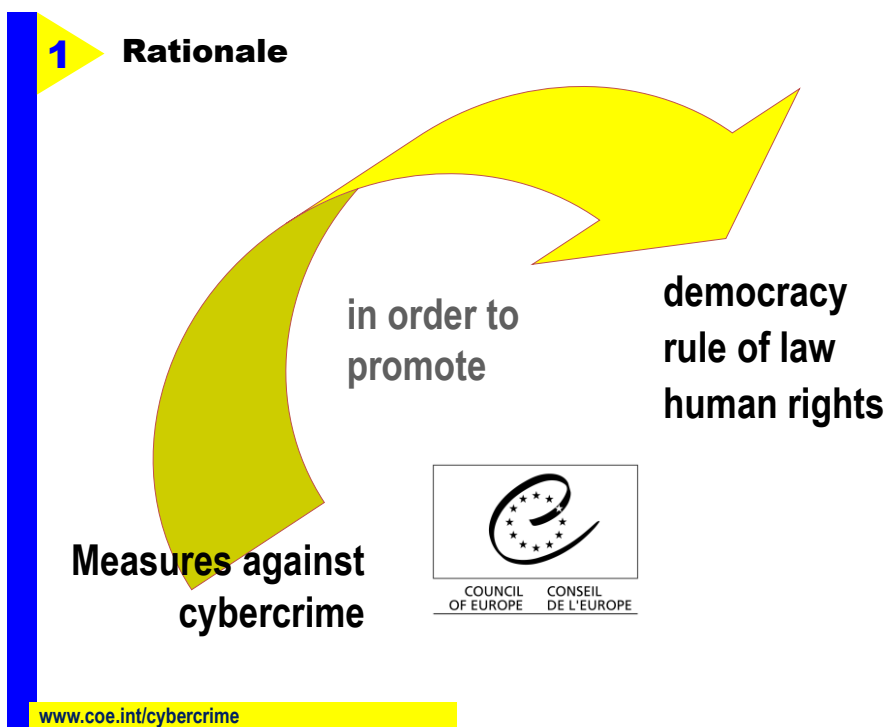 1 Rationale
in order to
promote
democracy
rule of law
human rights
Measures against
cybercrime
COUNCIL CONSEIL
OF EUROPE DE L'EUROPE
www.coe.int/cybercrime